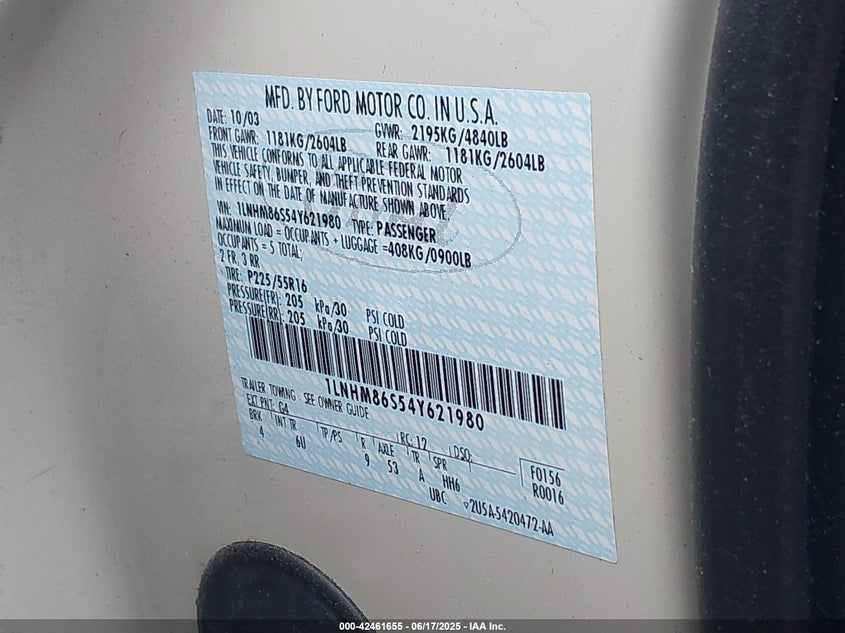 MFD. BY FORD MOTOR CO. IN U.S.A.
DATE: 10/03 GVWR: 2195KG/4840LB
FRONT GAWR: 1181KG/2604LB REAR GAWR: 1181KG/2604LB
THIS VEHICLE CONFORMS TO ALL APPLICABLE FEDERAL MOTOR
VEHICLE SAFETY, BUMPER, AND THEFT PREVENTION STANDARDS
IN EFFECT ON THE DATE OF MANUFACTURE SHOWN ABOVE.
VIN: 1LNHM86S54Y621980 TYPE: PASSENGER
MAXIMUM LOAD = OCCUPANTS + LUGGAGE =408KG/0900LB
OCCUPANTS = 5 TOTAL;
2 FR, 3 RR
TIRE: P225/55R16
PRESSURE(FR): 205 kPa/30 PSI COLD
PRESSURE(RR): 205 kPa/30 PSI COLD
1LNHM86S54Y621980
TRAILER TOWING - SEE OWNER GUIDE
EXT PNT: G4 RC: 12 DSO:
BRK INT TR TP/PS R AXLE TR SPR
4 6U 9 53 A HH6
UBC
F0156
R0016
▽2U5A-5420472-AA
000-42461655 - 06/17/2025 - IAA Inc.